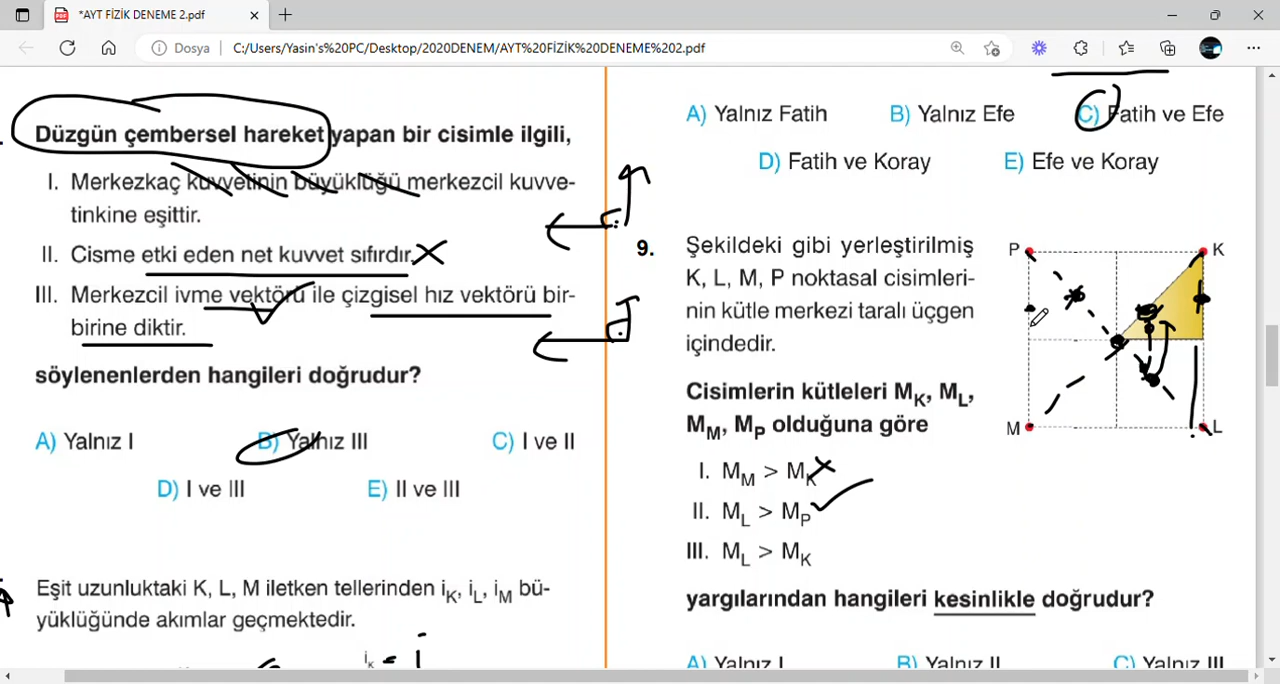 *AYT FİZİK DENEME 2.pdf
Dosya
C:/Users/Yasin's%20PC/Desktop/2020DENEM/AYT%20FİZİK%20DENEME%202.pdf
Düzgün çembersel hareket yapan bir cisimle ilgili,
I. Merkezkaç kuvvetinin büyüklüğü merkezcil kuvve-
tinkine eşittir.
II. Cisme etki eden net kuvvet sıfırdır.
III. Merkezcil ivme vektörü ile çizgisel hız vektörü bir-
birine diktir.
söylenenlerden hangileri doğrudur?
A) Yalnız I
B) Yalnız III
C) I ve II
D) I ve III
E) II ve III
Eşit uzunluktaki K, L, M iletken tellerinden iK, iL, iM bü-
yüklüğünde akımlar geçmektedir.
iK = i
A) Yalnız Fatih
B) Yalnız Efe
C) Fatih ve Efe
D) Fatih ve Koray
E) Efe ve Koray
9. Şekildeki gibi yerleştirilmiş
K, L, M, P noktasal cisimleri-
nin kütle merkezi taralı üçgen
içindedir.
P
K
M
L
Cisimlerin kütleleri MK, ML,
MM, MP olduğuna göre
I. MM > MK
II. ML > MP
III. ML > MK
yargılarından hangileri kesinlikle doğrudur?
A) Yalnız I
B) Yalnız II
C) Yalnız III